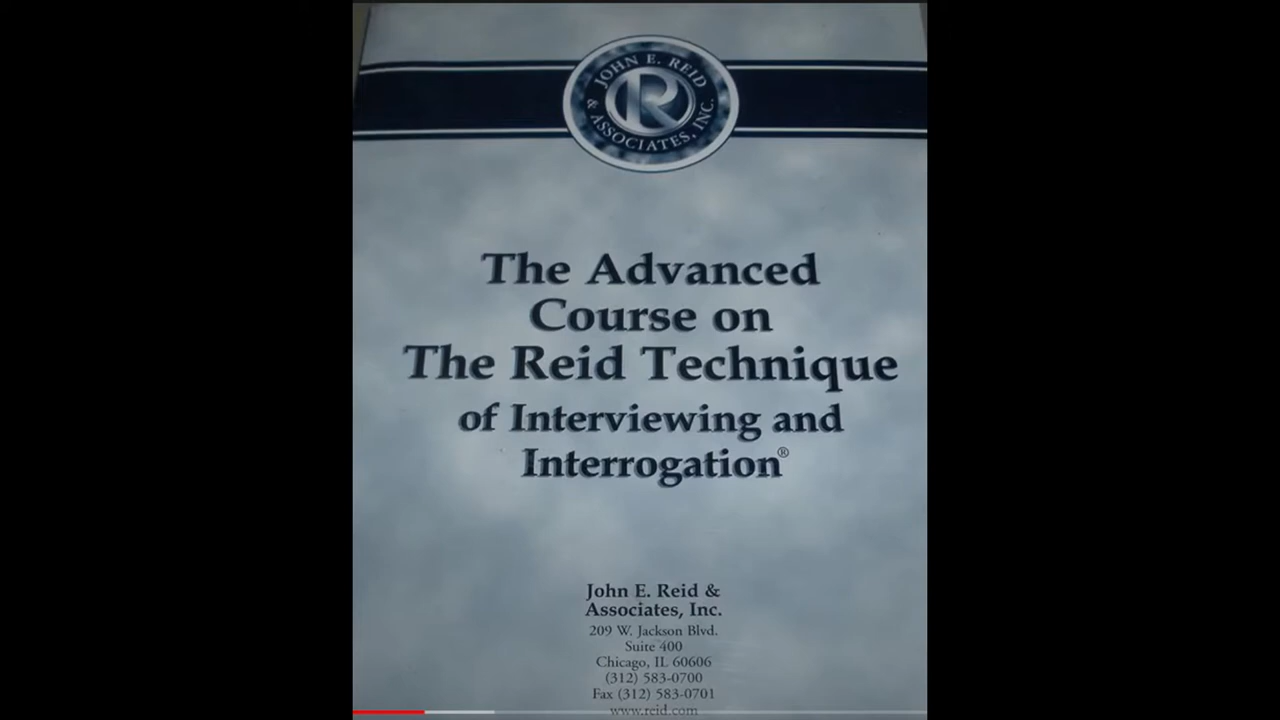 JOHN E. REID
& ASSOCIATES, INC.
R
The Advanced
Course on
The Reid Technique
of Interviewing and
Interrogation®
John E. Reid &
Associates, Inc.
209 W. Jackson Blvd.
Suite 400
Chicago, IL 60606
(312) 583-0700
Fax (312) 583-0701
www.reid.com